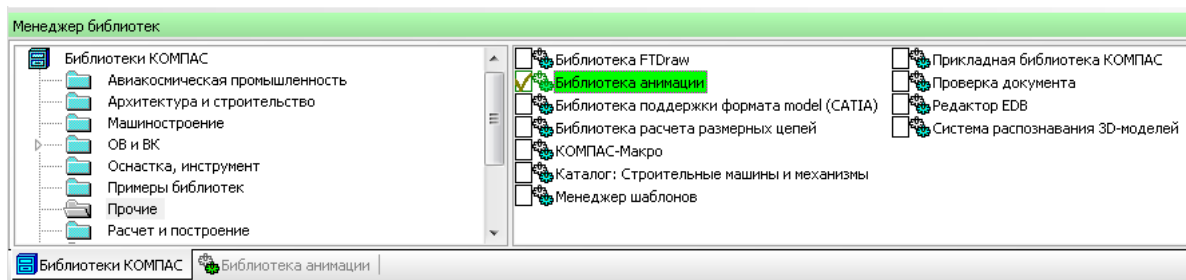 Менеджер библиотек
Библиотеки КОМПАС
Авиакосмическая промышленность
Архитектура и строительство
Машиностроение
ОВ и ВК
Оснастка, инструмент
Примеры библиотек
Прочие
Расчет и построение
Библиотека FTDraw
Библиотека анимации
Библиотека поддержки формата model (CATIA)
Библиотека расчета размерных цепей
КОМПАС-Макро
Каталог: Строительные машины и механизмы
Менеджер шаблонов
Прикладная библиотека КОМПАС
Проверка документа
Редактор EDB
Система распознавания 3D-моделей
Библиотеки КОМПАС
Библиотека анимации